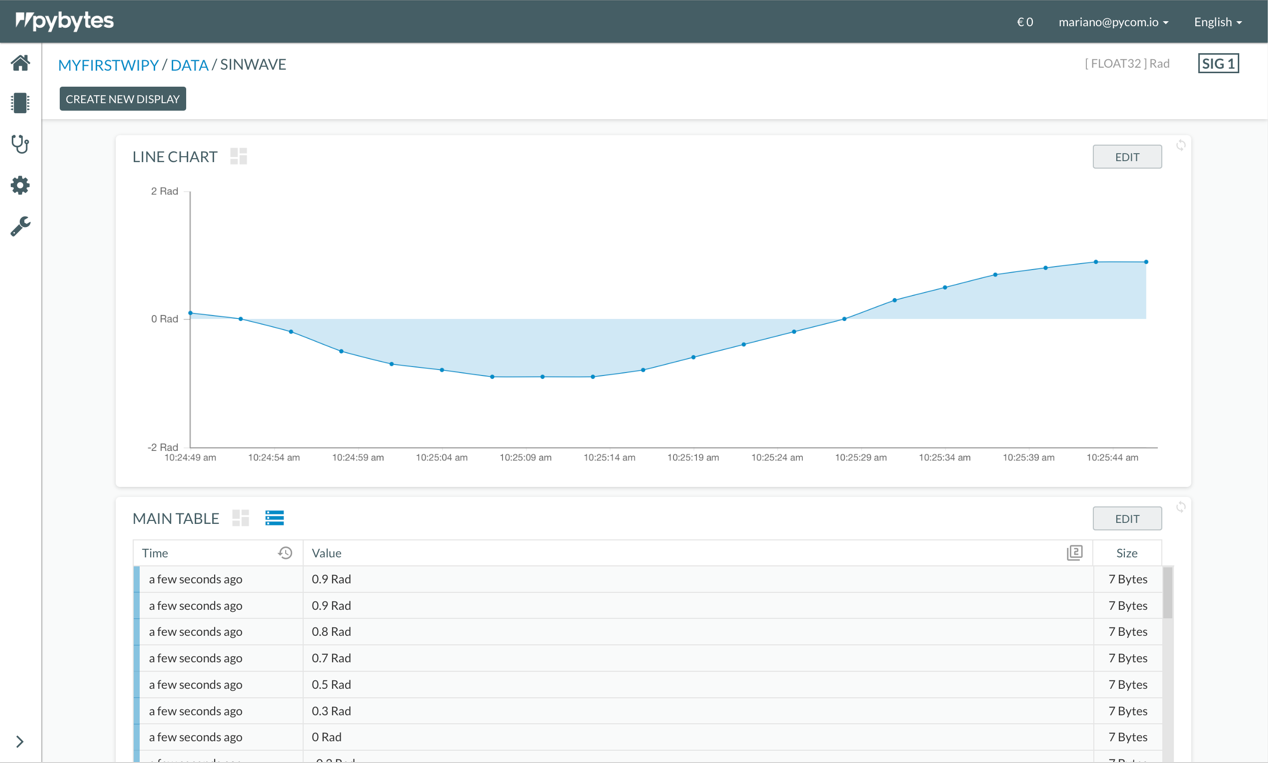 pybytes
€ 0 mariano@pycom.io English
MYFIRSTWIPY / DATA / SINWAVE
[ FLOAT32 ] Rad SIG 1
CREATE NEW DISPLAY
LINE CHART EDIT
2 Rad
0 Rad
-2 Rad
10:24:49 am 10:24:54 am 10:24:59 am 10:25:04 am 10:25:09 am 10:25:14 am 10:25:19 am 10:25:24 am 10:25:29 am 10:25:34 am 10:25:39 am 10:25:44 am
MAIN TABLE EDIT
Time Value 2 Size
a few seconds ago 0.9 Rad 7 Bytes
a few seconds ago 0.9 Rad 7 Bytes
a few seconds ago 0.8 Rad 7 Bytes
a few seconds ago 0.7 Rad 7 Bytes
a few seconds ago 0.5 Rad 7 Bytes
a few seconds ago 0.3 Rad 7 Bytes
a few seconds ago 0 Rad 7 Bytes